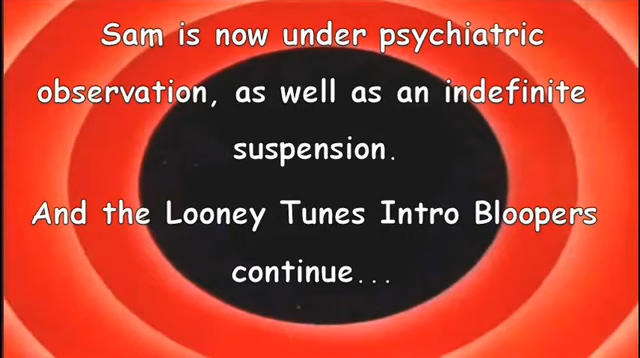 Sam is now under psychiatric
observation, as well as an indefinite
suspension.
And the Looney Tunes Intro Bloopers
continue...